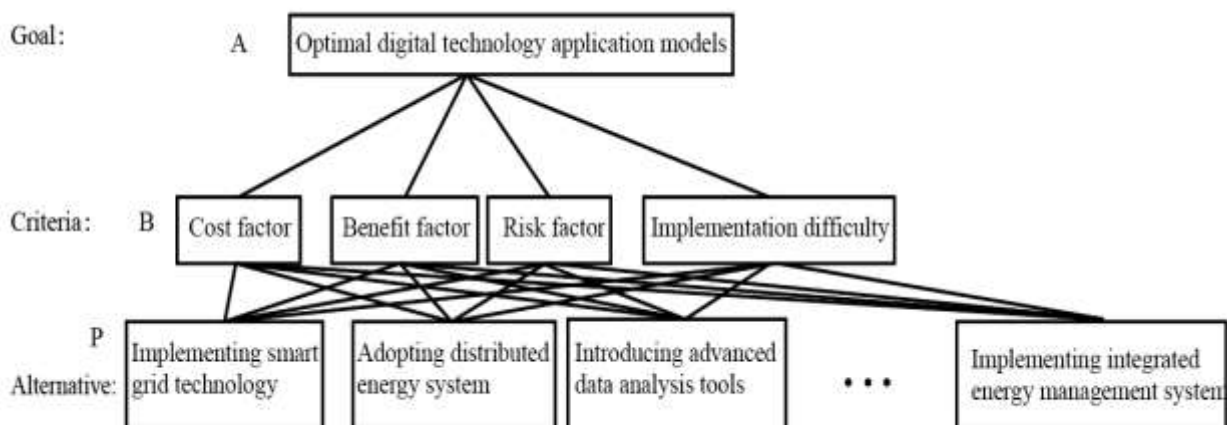 Goal:
A
Optimal digital technology application models
Criteria:
B
Cost factor
Benefit factor
Risk factor
Implementation difficulty
P
Alternative:
Implementing smart
grid technology
Adopting distributed
energy system
Introducing advanced
data analysis tools
...
Implementing integrated
energy management system